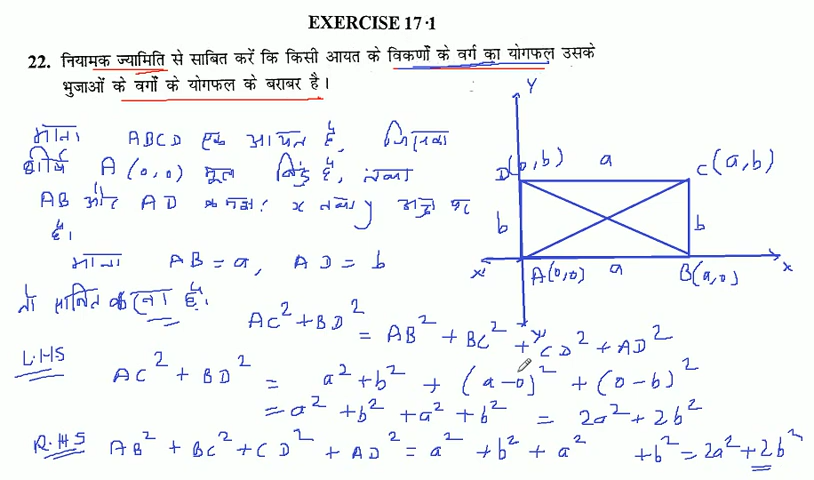 EXERCISE 17·1
22. नियामक ज्यामिति से साबित करें कि किसी आयत के विकर्णों के वर्ग का योगफल उसके
भुजाओं के वर्गों के योगफल के बराबर है।
माना ABCD एक आयत है, जिसका
शीर्ष A (0,0) मूल बिंदु है, तथा
AB और AD क्रमशः x तथा y अक्ष पर
है।
माना AB = a, AD = b
तो साबित करना है।
AC² + BD²
= AB² + BC² + CD² + AD²
L.H.S
AC² + BD² = a² + b² + (a-0)² + (0-b)²
= a² + b² + a² + b² = 2a² + 2b²
R.H.S AB² + BC² + CD² + AD² = a² + b² + a² + b² = 2a² + 2b²
Y
D(0,b) a C(a,b)
b b
X' A(0,0) a B(a,0) X
Y'